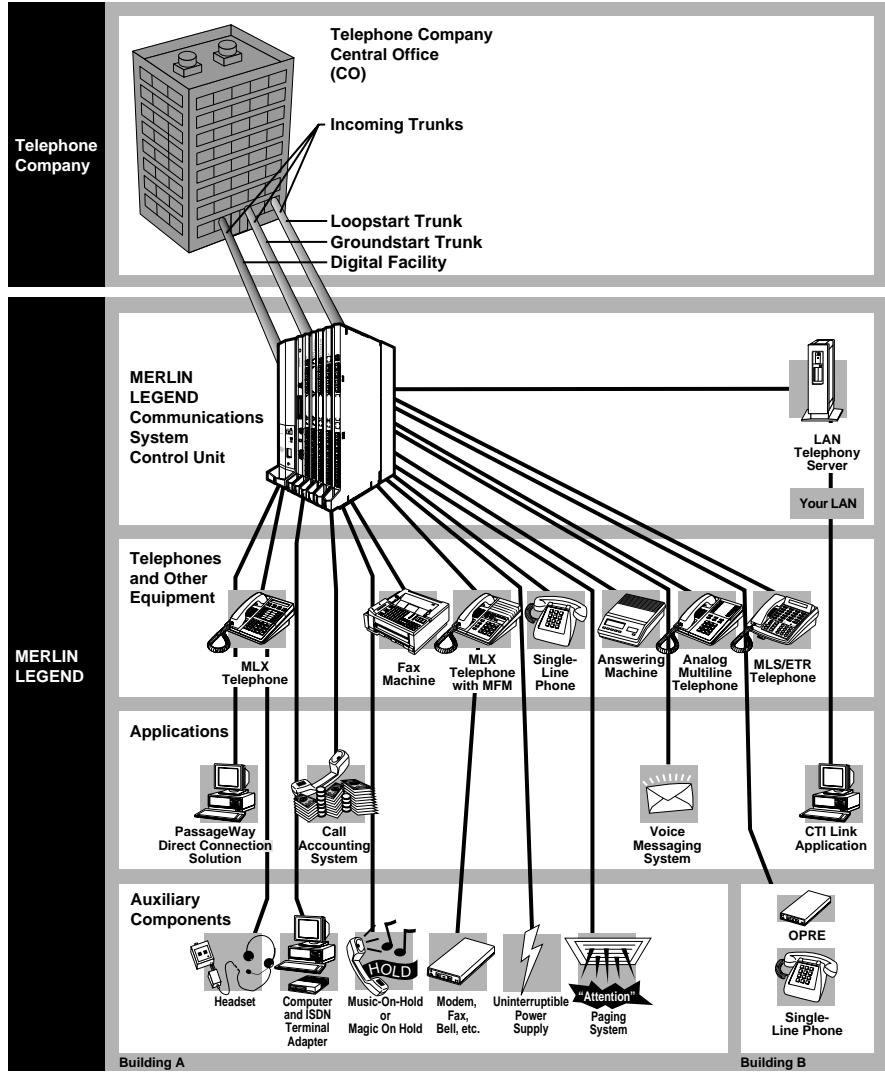 Telephone Company
Central Office
(CO)
Incoming Trunks
Telephone
Company
Loopstart Trunk
Groundstart Trunk
Digital Facility
MERLIN
LEGEND
Communications
System
Control Unit
LAN
Telephony
Server
Your LAN
Telephones
and Other
Equipment
MERLIN
LEGEND
MLX
Telephone
Fax
Machine
MLX
Telephone
with MFM
Single-
Line
Phone
Answering
Machine
Analog
Multiline
Telephone
MLS/ETR
Telephone
Applications
PassageWay
Direct Connection
Solution
Call
Accounting
System
Voice
Messaging
System
CTI Link
Application
Auxiliary
Components
HOLD
"Attention"
Headset
Computer
and ISDN
Terminal
Adapter
Music-On-Hold
or
Magic On Hold
Modem,
Fax,
Bell, etc.
Uninterruptible
Power
Supply
Paging
System
OPRE
Single-
Line Phone
Building A
Building B